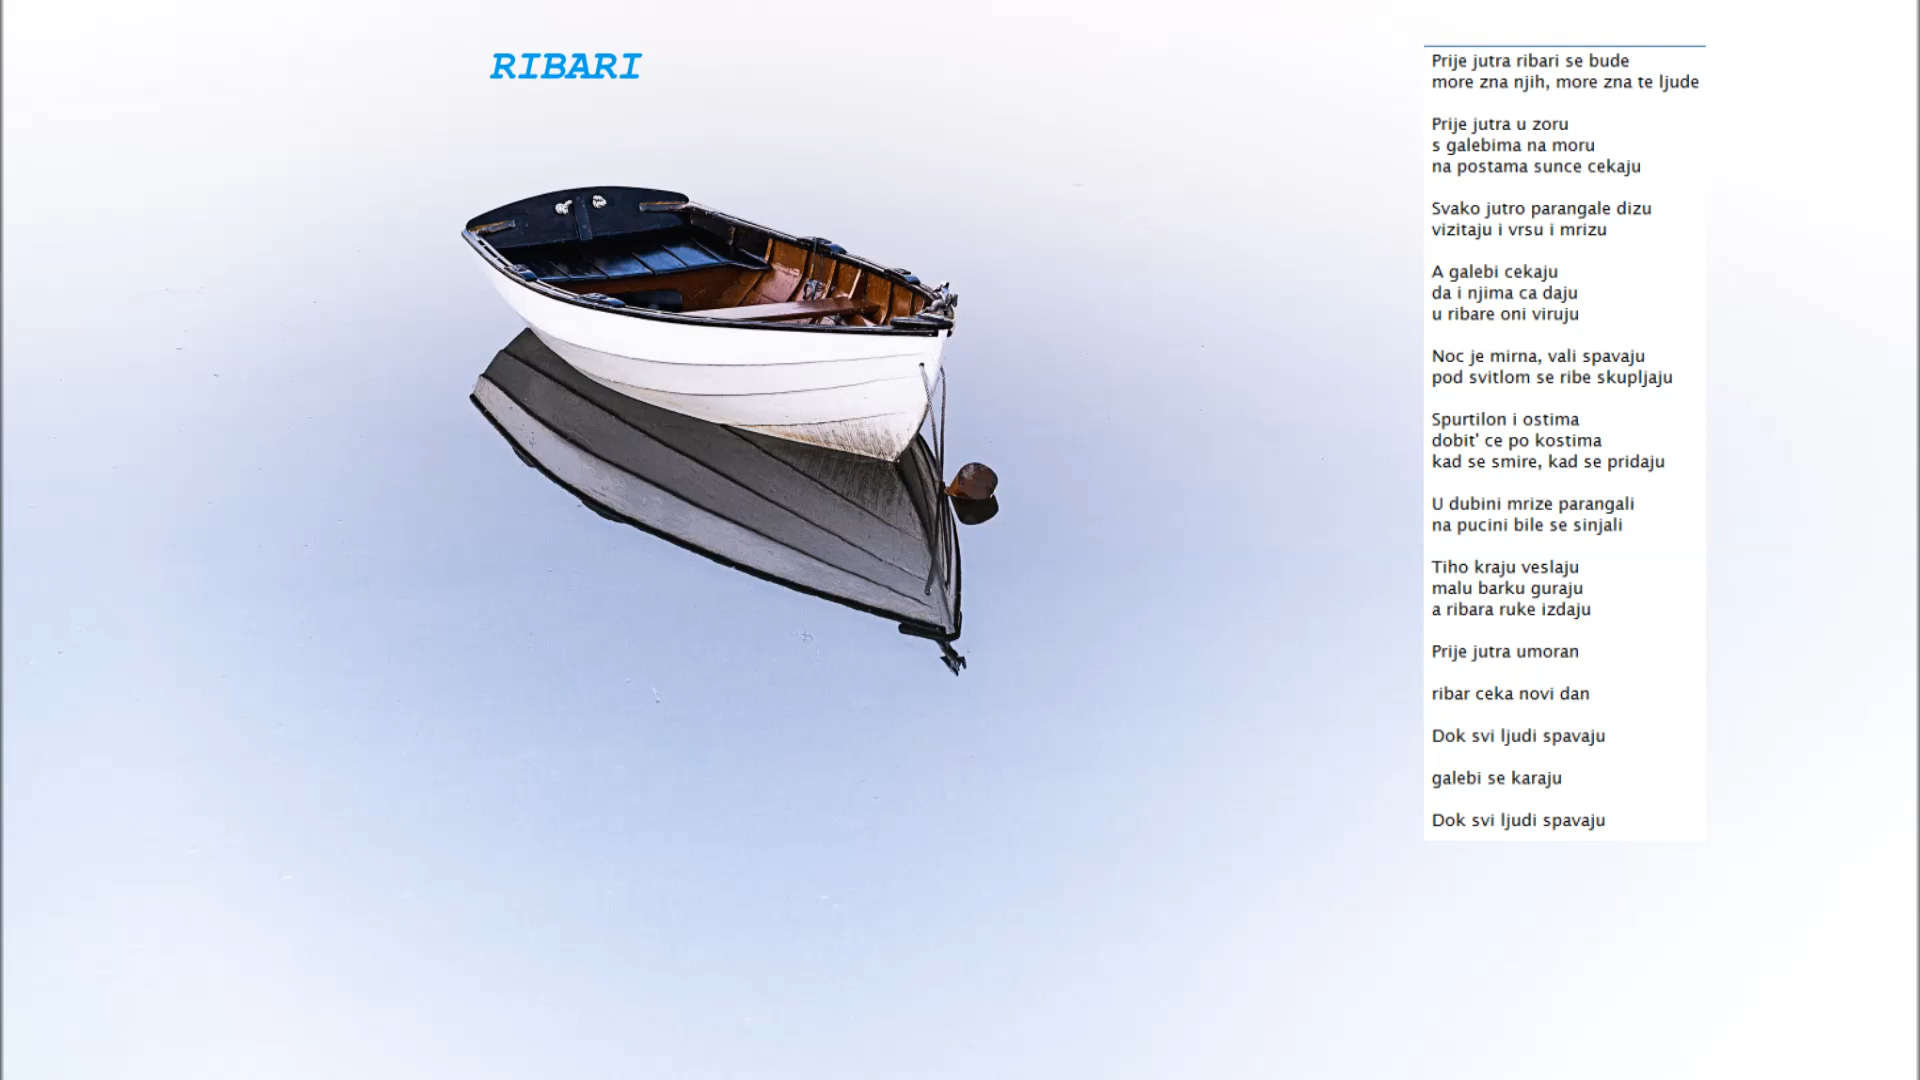 RIBARI
Prije jutra ribari se bude
more zna njih, more zna te ljude
Prije jutra u zoru
s galebima na moru
na postama sunce cekaju
Svako jutro parangale dizu
vizitaju i vrsu i mrizu
A galebi cekaju
da i njima ca daju
u ribare oni viruju
Noc je mirna, vali spavaju
pod svitlom se ribe skupljaju
Spurtilon i ostima
dobit' ce po kostima
kad se smire, kad se pridaju
U dubini mrize parangali
na pucini bile se sinjali
Tiho kraju veslaju
malu barku guraju
a ribara ruke izdaju
Prije jutra umoran
ribar ceka novi dan
Dok svi ljudi spavaju
galebi se karaju
Dok svi ljudi spavaju